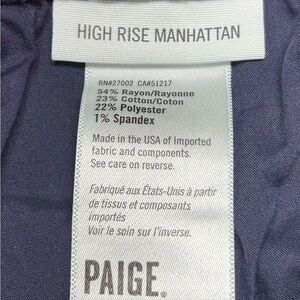 HIGH RISE MANHATTAN
RN#27002 CA#51217
54% Rayon/Rayonne
23% Cotton/Coton
22% Polyester
1% Spandex
Made in the USA of Imported
fabric and components.
See care on reverse.
Fabriqué aux États-Unis à partir
de tissus et composants
importés
Voir le soin sur l'inverse.
PAIGE®